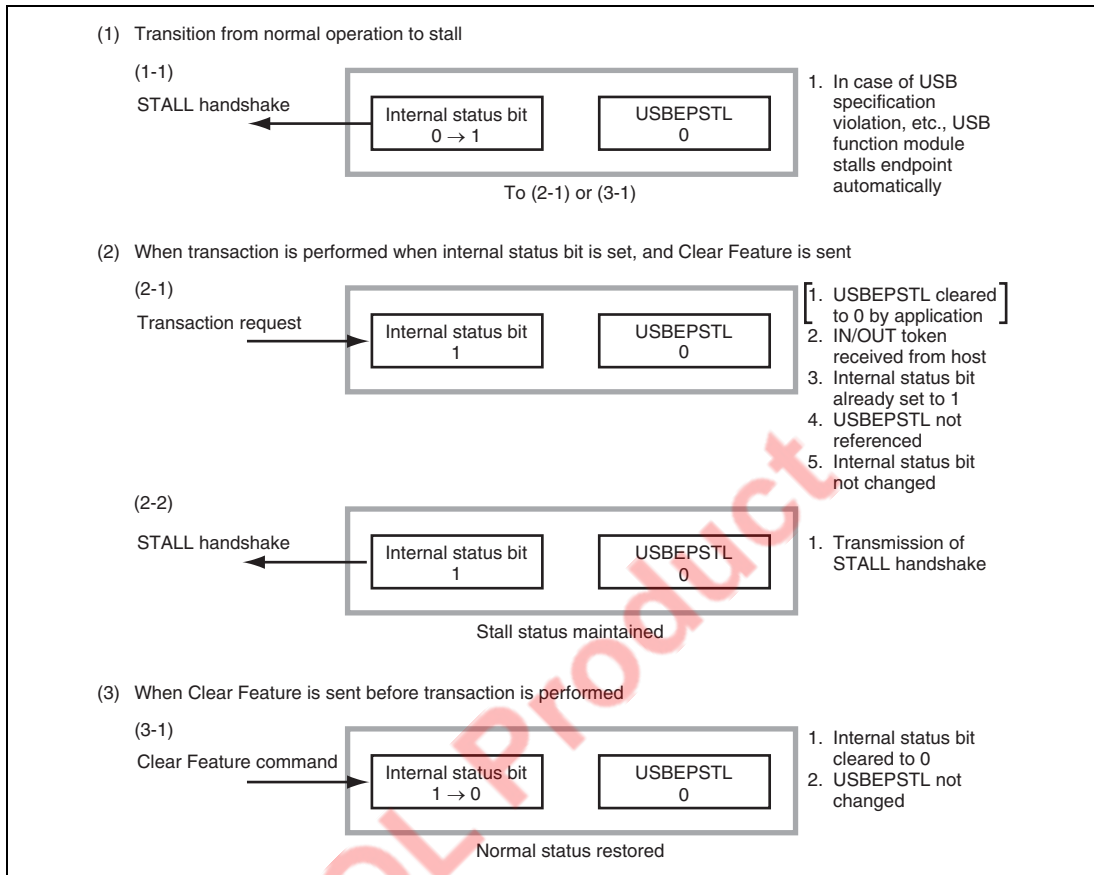 (1) Transition from normal operation to stall
(1-1)
STALL handshake
Internal status bit
0 → 1
USBEPSTL
0
To (2-1) or (3-1)
1. In case of USB
specification
violation, etc., USB
function module
stalls endpoint
automatically
(2) When transaction is performed when internal status bit is set, and Clear Feature is sent
(2-1)
Transaction request
Internal status bit
1
USBEPSTL
0
1. USBEPSTL cleared
to 0 by application
2. IN/OUT token
received from host
3. Internal status bit
already set to 1
4. USBEPSTL not
referenced
5. Internal status bit
not changed
(2-2)
STALL handshake
Internal status bit
1
USBEPSTL
0
1. Transmission of
STALL handshake
Stall status maintained
(3) When Clear Feature is sent before transaction is performed
(3-1)
Clear Feature command
Internal status bit
1 → 0
USBEPSTL
0
1. Internal status bit
cleared to 0
2. USBEPSTL not
changed
Normal status restored
OL Product